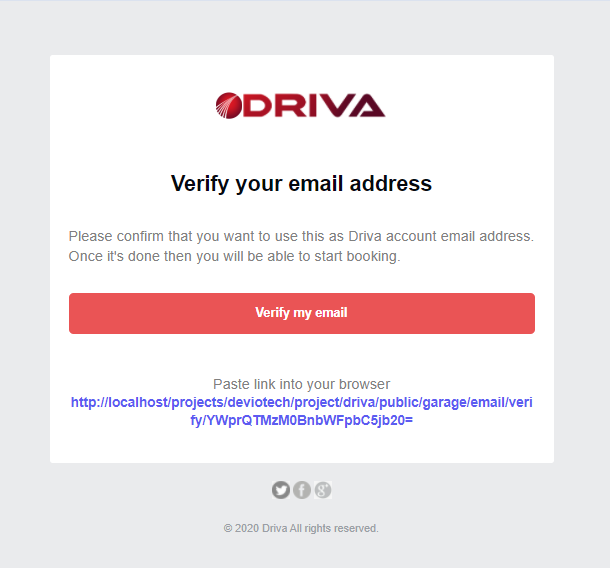 DRIVA
Verify your email address
Please confirm that you want to use this as Driva account email address.
Once it's done then you will be able to start booking.
Verify my email
Paste link into your browser
http://localhost/projects/deviotech/project/driva/public/garage/email/veri
fy/YWprQTMzM0BnbWFpbC5jb20=
© 2020 Driva All rights reserved.